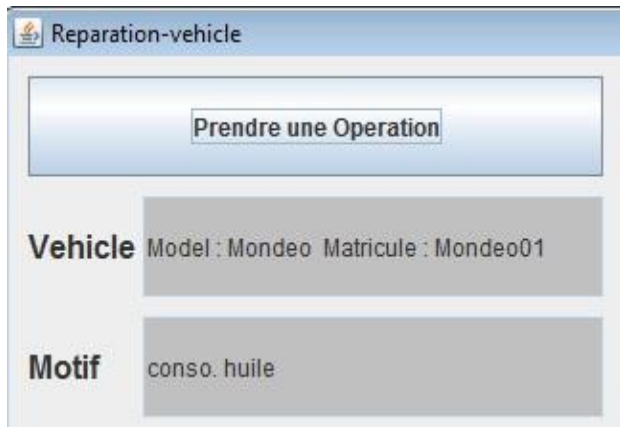 Reparation-vehicle
Prendre une Operation
Vehicle Model : Mondeo Matricule : Mondeo01
Motif conso. huile